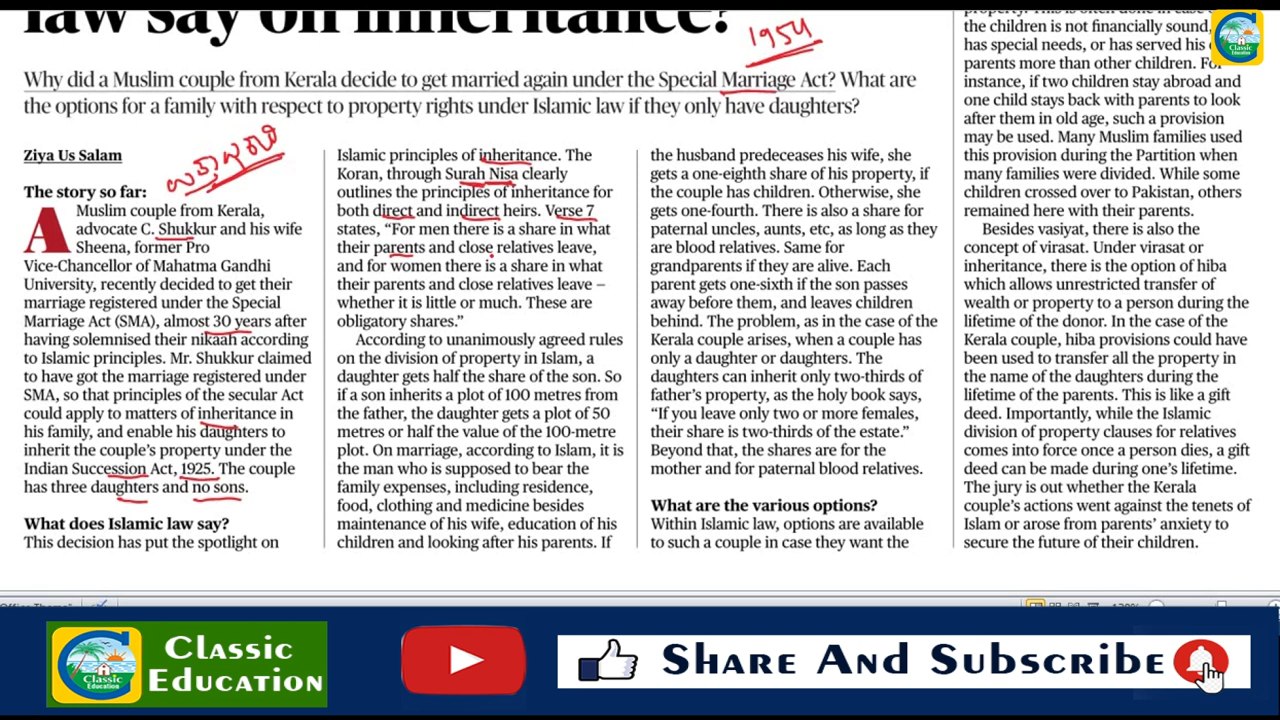 law say on inheritance?
1954
Why did a Muslim couple from Kerala decide to get married again under the Special Marriage Act? What are
the options for a family with respect to property rights under Islamic law if they only have daughters?
Ziya Us Salam
The story so far:
A Muslim couple from Kerala,
advocate C. Shukkur and his wife
Sheena, former Pro
Vice-Chancellor of Mahatma Gandhi
University, recently decided to get their
marriage registered under the Special
Marriage Act (SMA), almost 30 years after
having solemnised their nikaah according
to Islamic principles. Mr. Shukkur claimed
to have got the marriage registered under
SMA, so that principles of the secular Act
could apply to matters of inheritance in
his family, and enable his daughters to
inherit the couple’s property under the
Indian Succession Act, 1925. The couple
has three daughters and no sons.
What does Islamic law say?
This decision has put the spotlight on
Islamic principles of inheritance. The
Koran, through Surah Nisa clearly
outlines the principles of inheritance for
both direct and indirect heirs. Verse 7
states, “For men there is a share in what
their parents and close relatives leave,
and for women there is a share in what
their parents and close relatives leave –
whether it is little or much. These are
obligatory shares.”
According to unanimously agreed rules
on the division of property in Islam, a
daughter gets half the share of the son. So
if a son inherits a plot of 100 metres from
the father, the daughter gets a plot of 50
metres or half the value of the 100-metre
plot. On marriage, according to Islam, it is
the man who is supposed to bear the
family expenses, including residence,
food, clothing and medicine besides
maintenance of his wife, education of his
children and looking after his parents. If
the husband predeceases his wife, she
gets a one-eighth share of his property, if
the couple has children. Otherwise, she
gets one-fourth. There is also a share for
paternal uncles, aunts, etc, as long as they
are blood relatives. Same for
grandparents if they are alive. Each
parent gets one-sixth if the son passes
away before them, and leaves children
behind. The problem, as in the case of the
Kerala couple arises, when a couple has
only a daughter or daughters. The
daughters can inherit only two-thirds of
father’s property, as the holy book says,
“If you leave only two or more females,
their share is two-thirds of the estate.”
Beyond that, the shares are for the
mother and for paternal blood relatives.
What are the various options?
Within Islamic law, options are available
to such a couple in case they want the
the children is not financially sound,
has special needs, or has served his
parents more than other children. For
instance, if two children stay abroad and
one child stays back with parents to look
after them in old age, such a provision
may be used. Many Muslim families used
this provision during the Partition when
many families were divided. While some
children crossed over to Pakistan, others
remained here with their parents.
Besides vasiyat, there is also the
concept of virasat. Under virasat or
inheritance, there is the option of hiba
which allows unrestricted transfer of
wealth or property to a person during the
lifetime of the donor. In the case of the
Kerala couple, hiba provisions could have
been used to transfer all the property in
the name of the daughters during the
lifetime of the parents. This is like a gift
deed. Importantly, while the Islamic
division of property clauses for relatives
comes into force once a person dies, a gift
deed can be made during one’s lifetime.
The jury is out whether the Kerala
couple’s actions went against the tenets of
Islam or arose from parents’ anxiety to
secure the future of their children.
Classic
Education
Classic
Education
Classic
Education
Share And Subscribe